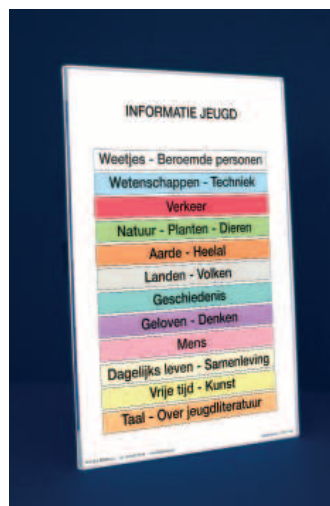 INFORMATIE JEUGD
Weetjes - Beroemde personen
Wetenschappen - Techniek
Verkeer
Natuur - Planten - Dieren
Aarde - Heelal
Landen - Volken
Geschiedenis
Geloven - Denken
Mens
Dagelijks leven - Samenleving
Vrije tijd - Kunst
Taal - Over jeugdliteratuur